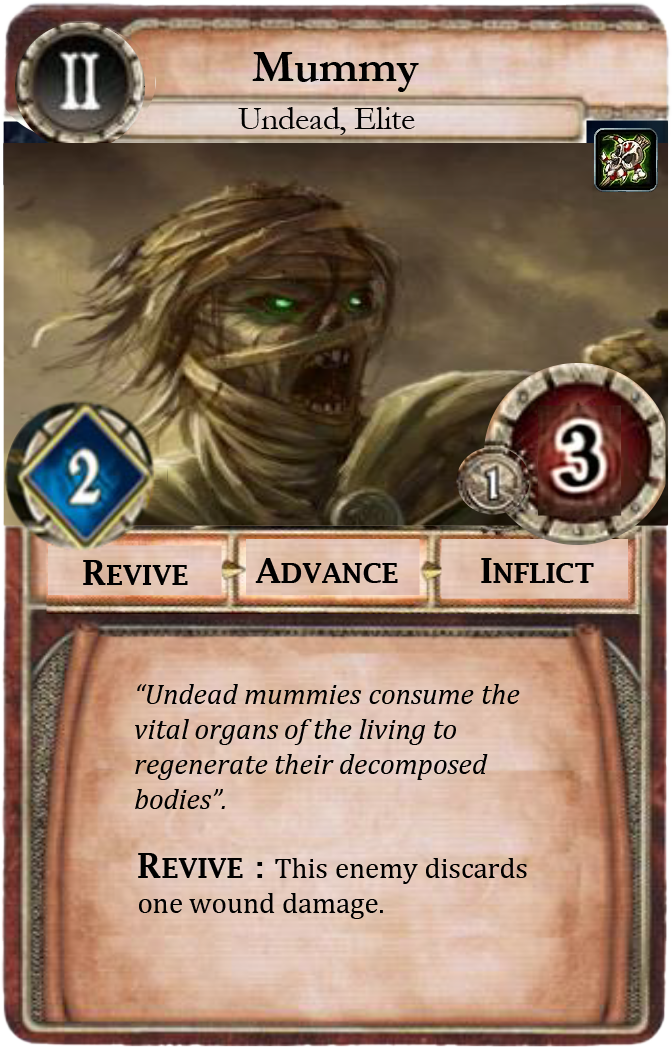 II
Mummy
Undead, Elite
2
1
3
REVIVE
ADVANCE
INFLICT
“Undead mummies consume the
vital organs of the living to
regenerate their decomposed
bodies”.
REVIVE : This enemy discards
one wound damage.